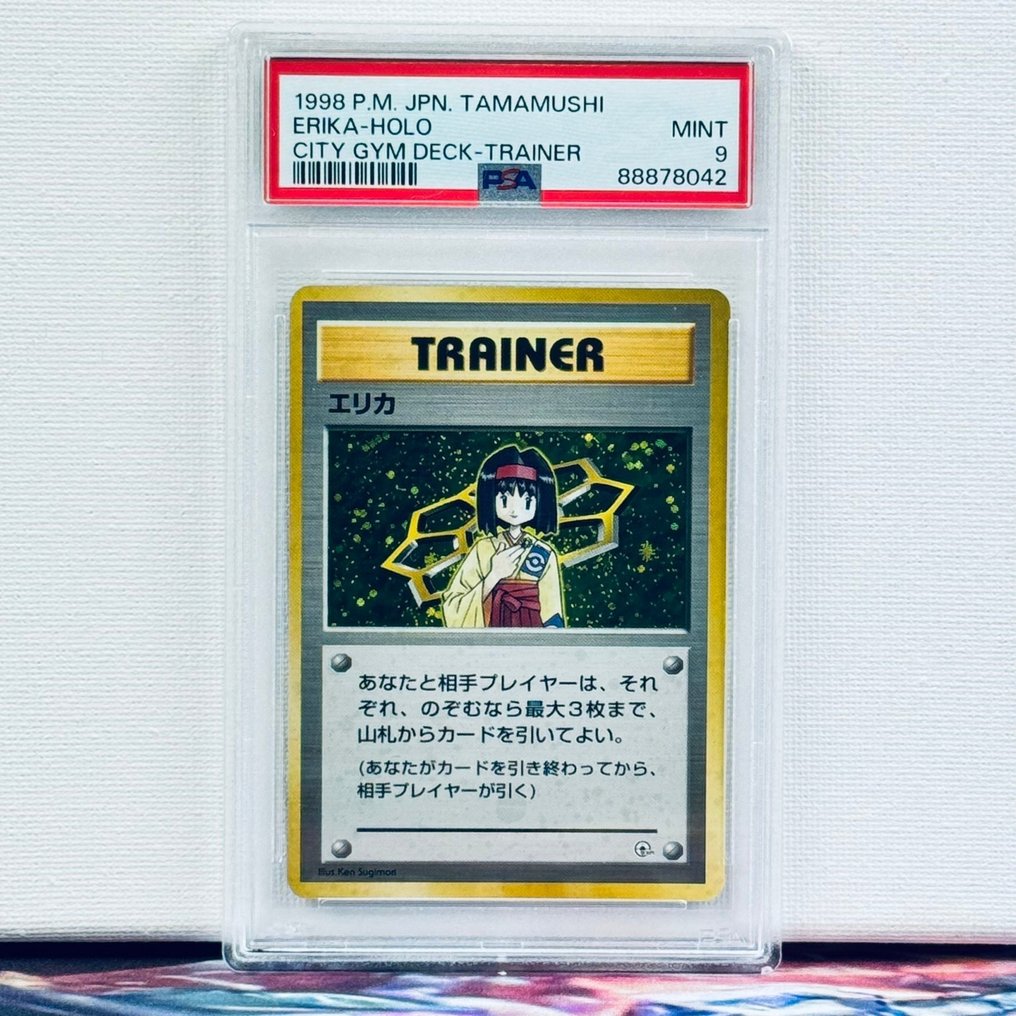 1998 P.M. JPN. TAMAMUSHI
ERIKA-HOLO MINT
CITY GYM DECK-TRAINER 9
PSA 88878042
TRAINER
エリカ
あなたと相手プレイヤーは、それ
ぞれ、のぞむなら最大3枚まで、
山札からカードを引いてよい。
(あなたがカードを引き終わってから、
相手プレイヤーが引く)
Illus. Ken Sugimori